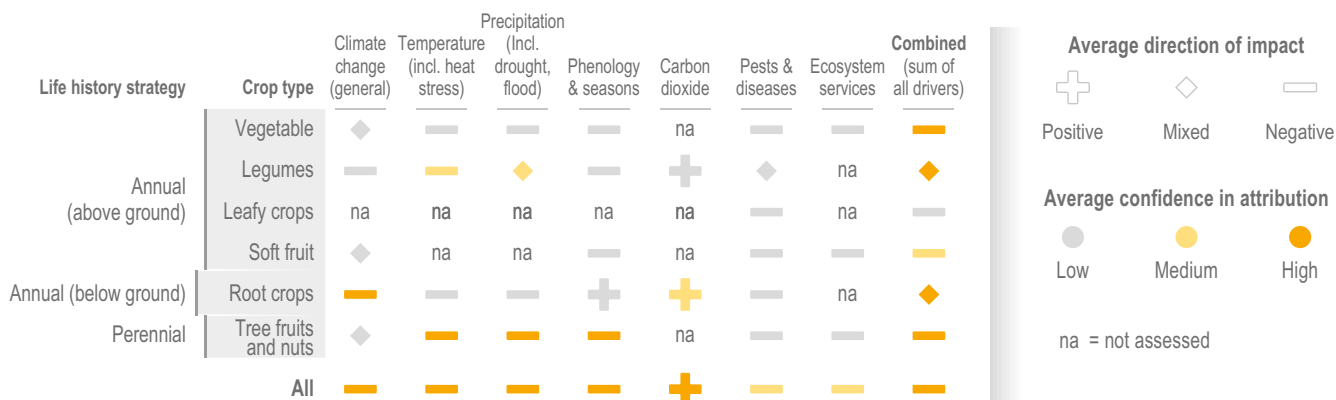 Life history strategy
Crop type
Climate
change
(general)
Temperature
(incl. heat
stress)
Precipitation
(Incl.
drought,
flood)
Phenology
& seasons
Carbon
dioxide
Pests &
diseases
Ecosystem
services
Combined
(sum of
all drivers)
Annual
(above ground)
Vegetable
na
Legumes
na
Leafy crops
na
na
na
na
na
na
Soft fruit
na
na
na
Annual (below ground)
Root crops
na
Perennial
Tree fruits
and nuts
na
All
Average direction of impact
Positive
Mixed
Negative
Average confidence in attribution
Low
Medium
High
na = not assessed